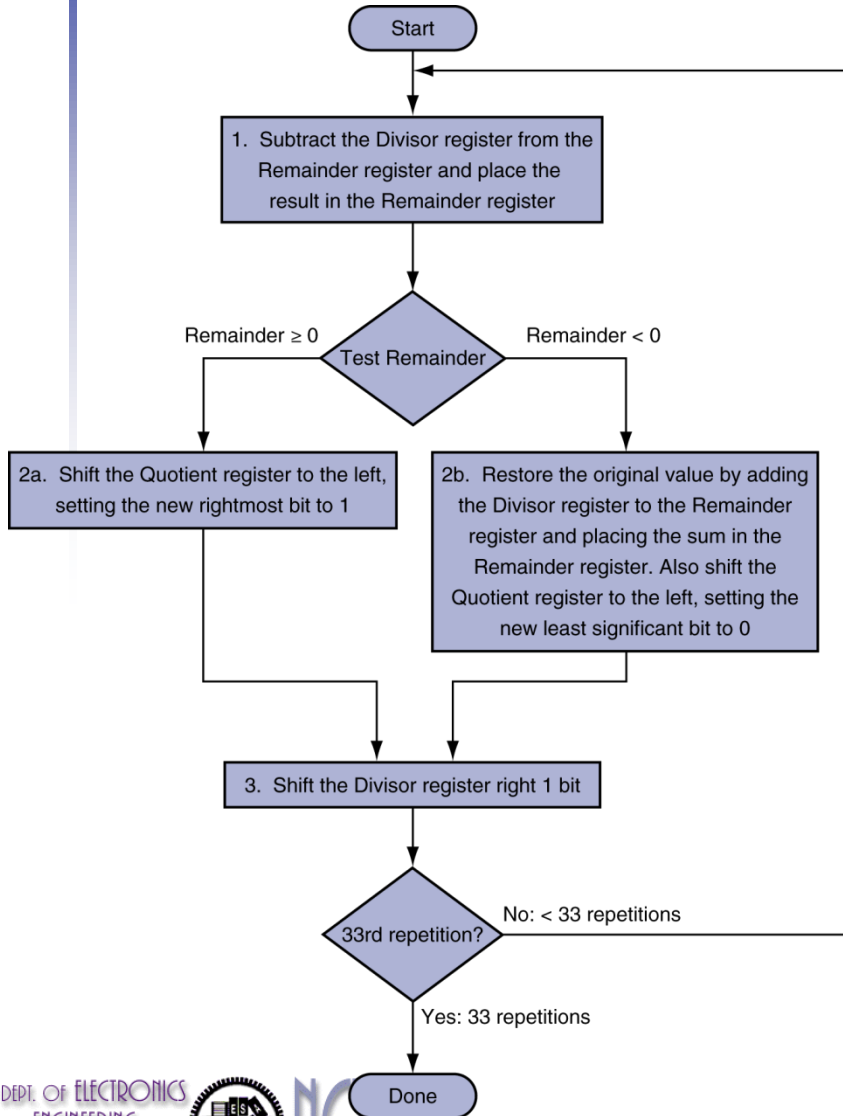 Start
1. Subtract the Divisor register from the
Remainder register and place the
result in the Remainder register
Remainder ≥ 0
Remainder < 0
Test Remainder
2a. Shift the Quotient register to the left,
setting the new rightmost bit to 1
2b. Restore the original value by adding
the Divisor register to the Remainder
register and placing the sum in the
Remainder register. Also shift the
Quotient register to the left, setting the
new least significant bit to 0
3. Shift the Divisor register right 1 bit
33rd repetition?
No: < 33 repetitions
Yes: 33 repetitions
DEPT. OF ELECTRONICS
Done